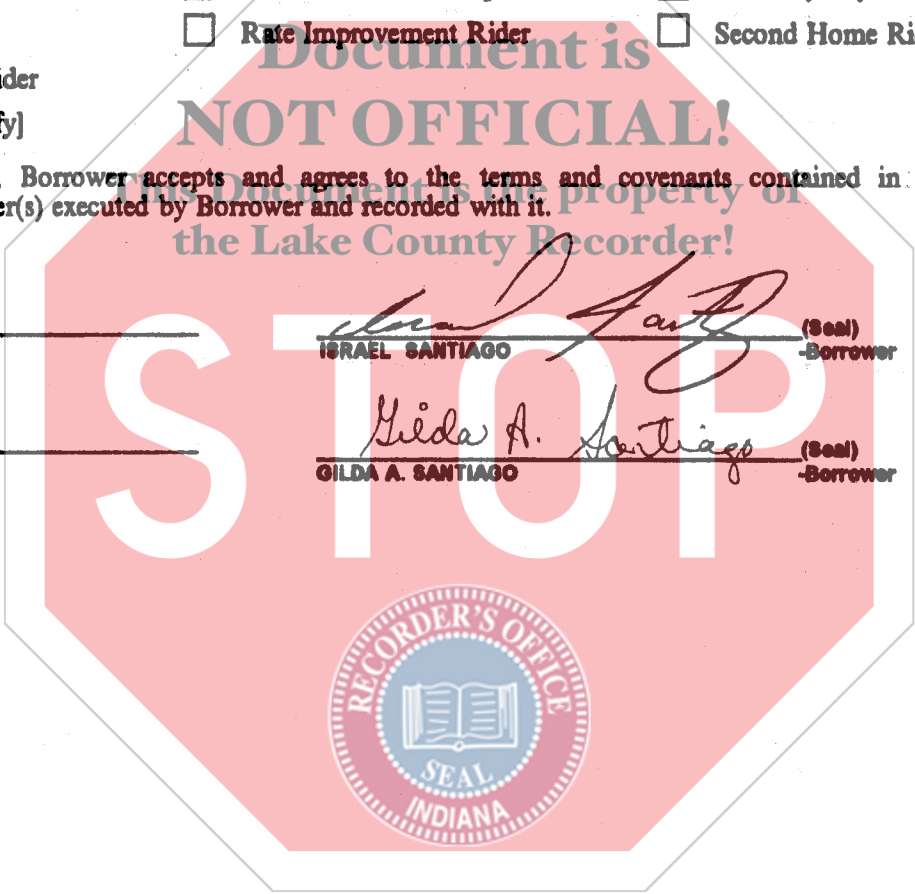 Rate Improvement Rider Second Home Ri
Document is
ider
NOT OFFICIAL!
fy]
Borrower accepts and agrees to the terms and covenants contained in
This Document is the property of
er(s) executed by Borrower and recorded with it.
the Lake County Recorder!
STOP
Israel Santiago (Seal)
ISRAEL SANTIAGO -Borrower
Gilda A. Santiago (Seal)
GILDA A. SANTIAGO -Borrower
RECORDER'S OFFICE
SEAL
INDIANA